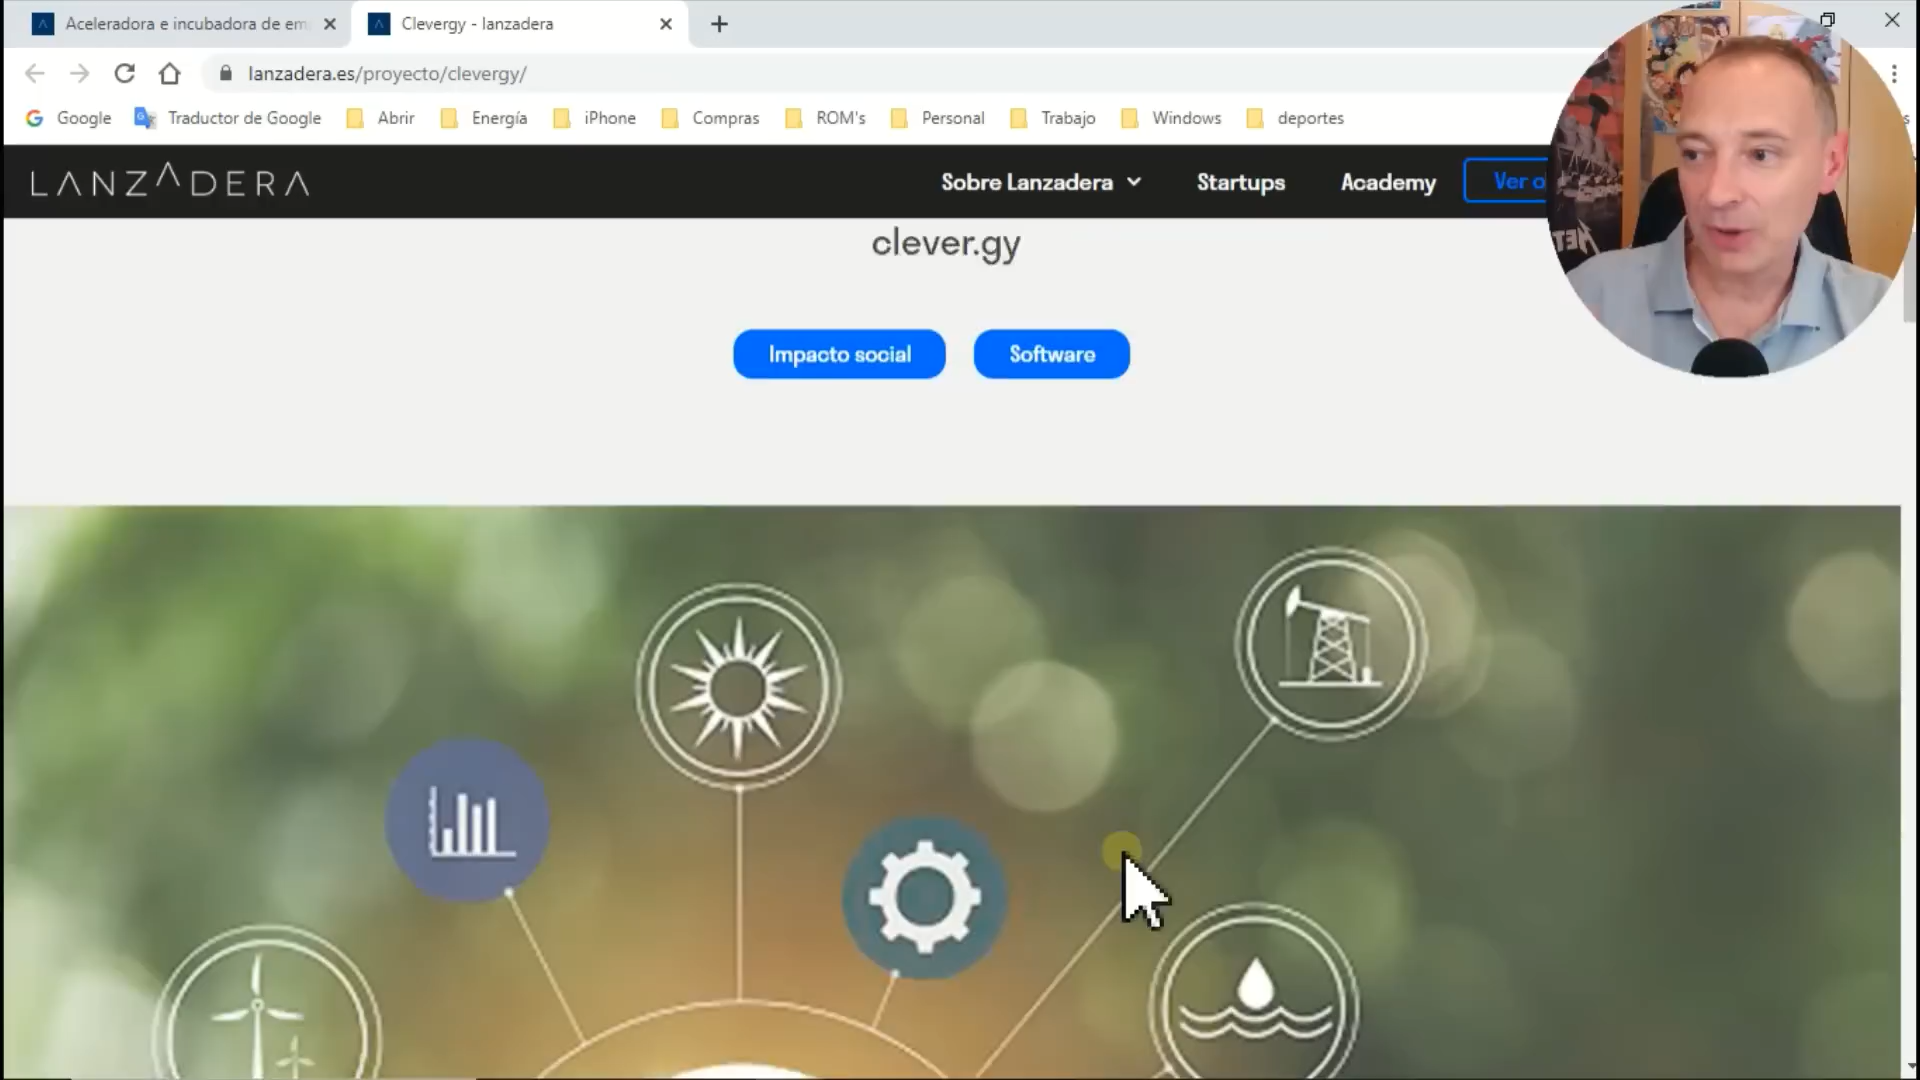 Aceleradora e incubadora de em
Clevergy - lanzadera
lanzadera.es/proyecto/clevergy/
Google
Traductor de Google
Abrir
Energía
iPhone
Compras
ROM's
Personal
Trabajo
Windows
deportes
LANZADERA
Sobre Lanzadera
Startups
Academy
Ver o
clever.gy
Impacto social
Software